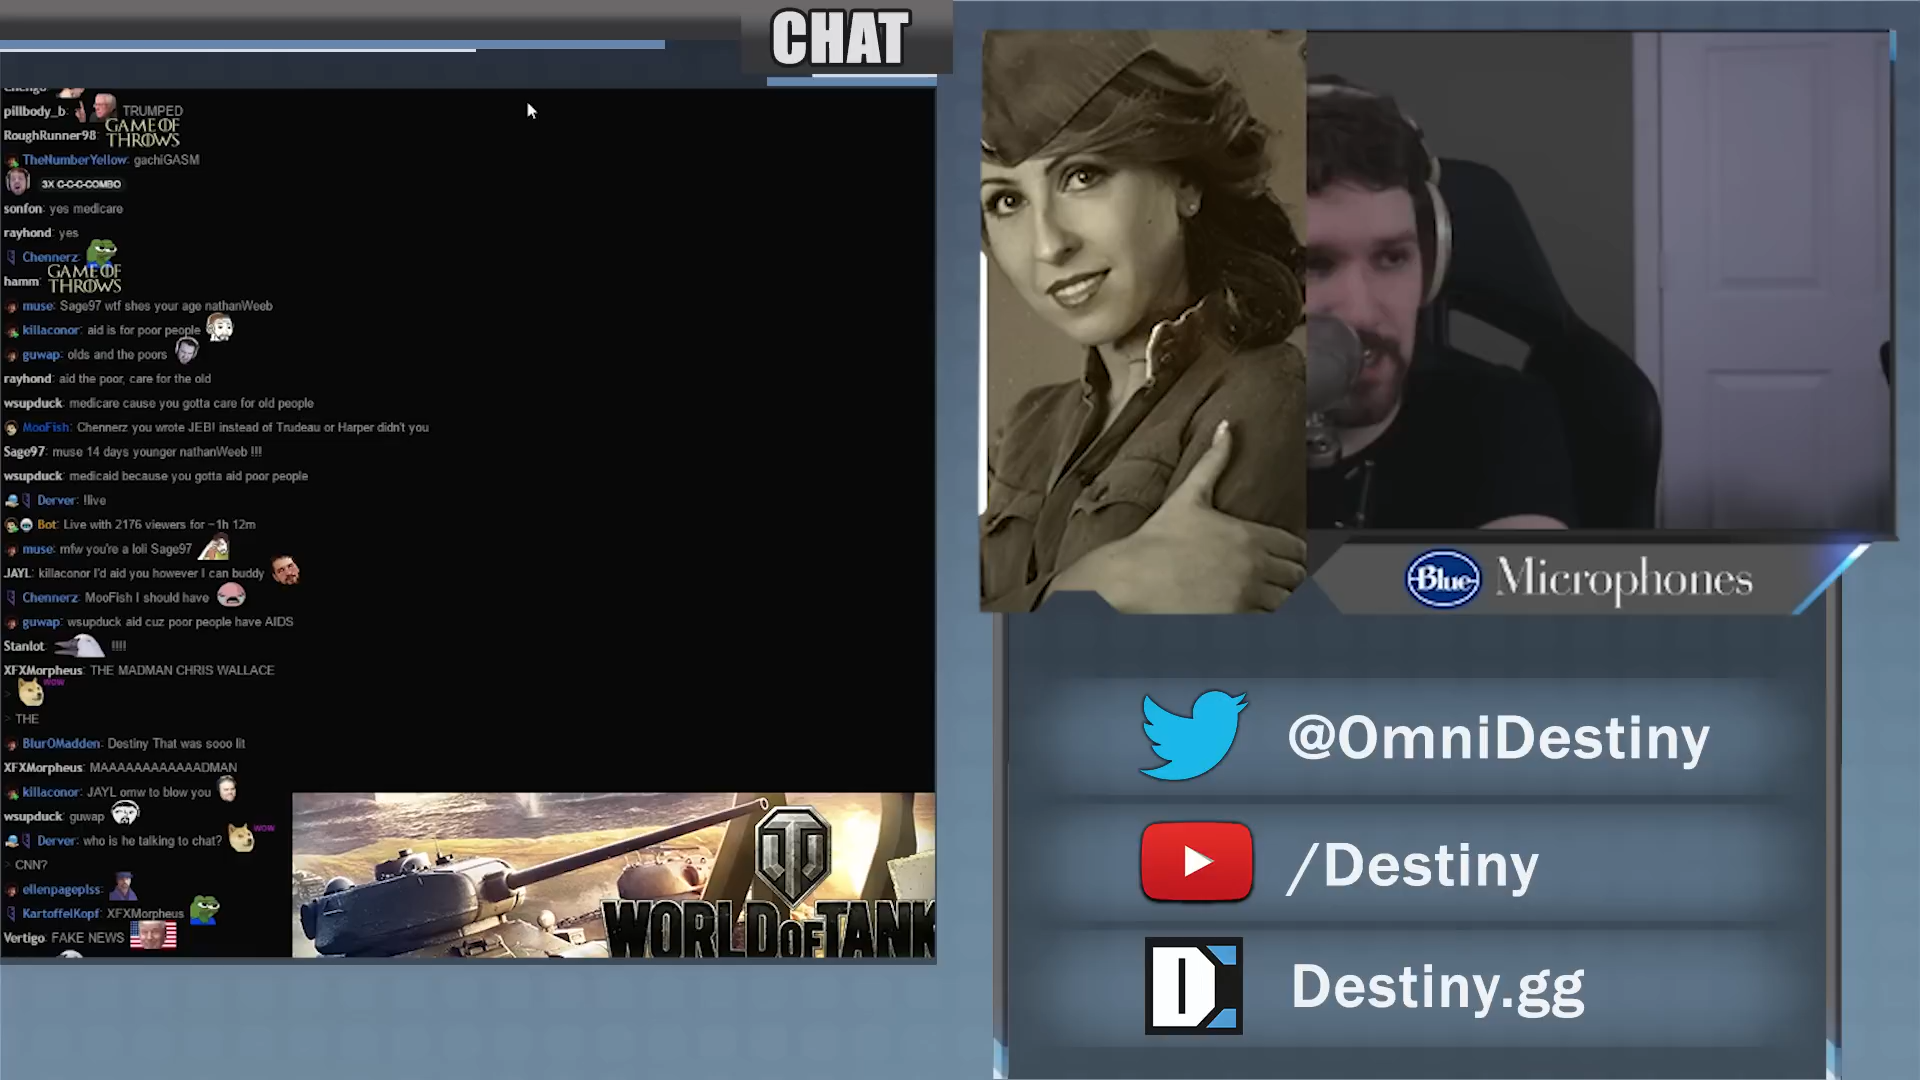 CHAT
pillbody_b: TRUMPED
RoughRunner98: GAME OF THROWS
TheNumberYellow: gachiGASM
3X C-C-C-COMBO
sonfon: yes medicare
rayhond: yes
Chennerz:
hamm: GAME OF THROWS
muse: Sage97 wtf shes your age nathanWeeb
killaconor: aid is for poor people
guwap: olds and the poors
rayhond: aid the poor, care for the old
wsupduck: medicare cause you gotta care for old people
MooFish: Chennerz you wrote JEB! instead of Trudeau or Harper didn't you
Sage97: muse 14 days younger nathanWeeb !!!
wsupduck: medicaid because you gotta aid poor people
Derver: !live
Bot: Live with 2176 viewers for ~1h 12m
muse: mfw you're a loli Sage97
JAYL: killaconor I'd aid you however I can buddy
Chennerz: MooFish I should have
guwap: wsupduck aid cuz poor people have AIDS
Stanlot: !!!!
XFXMorpheus: THE MADMAN CHRIS WALLACE
> wow
> THE
BlurOMadden: Destiny That was sooo lit
XFXMorpheus: MAAAAAAAAAAAADMAN
killaconor: JAYL omw to blow you
wsupduck: guwap
Derver: who is he talking to chat? wow
> CNN?
ellenpageplss:
KartoffelKopf: XFXMorpheus
Vertigo: FAKE NEWS
WORLD OF TANK
Blue Microphones
@OmniDestiny
/Destiny
D Destiny.gg